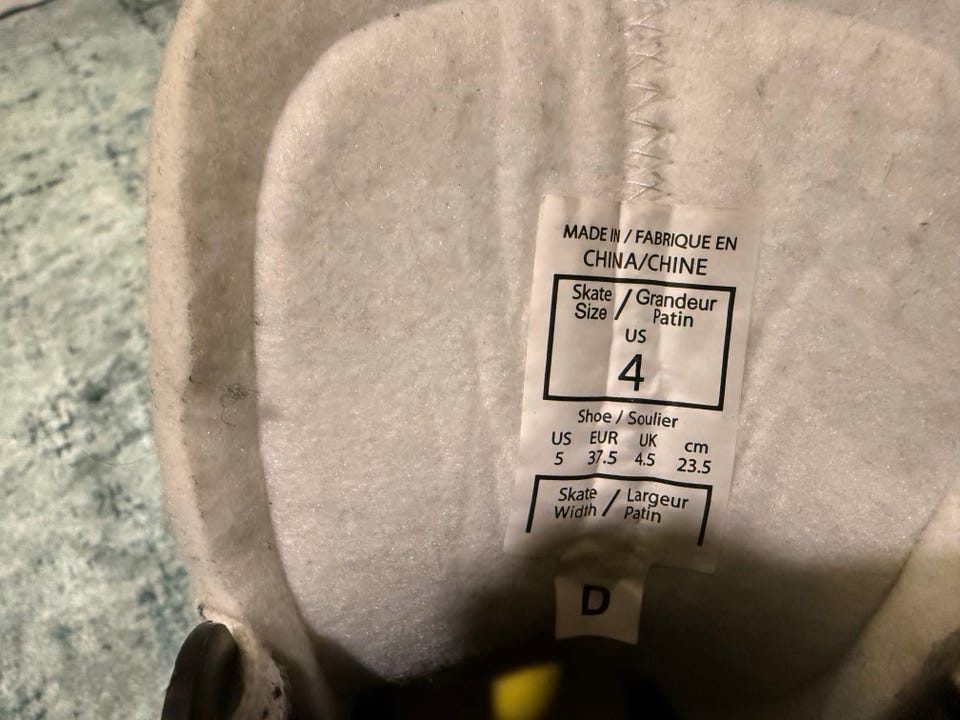 MADE IN / FABRIQUE EN
CHINA/CHINE
Skate Size / Grandeur Patin
US
4
Shoe / Soulier
US EUR UK cm
5 37.5 4.5 23.5
Skate Width / Largeur Patin
D